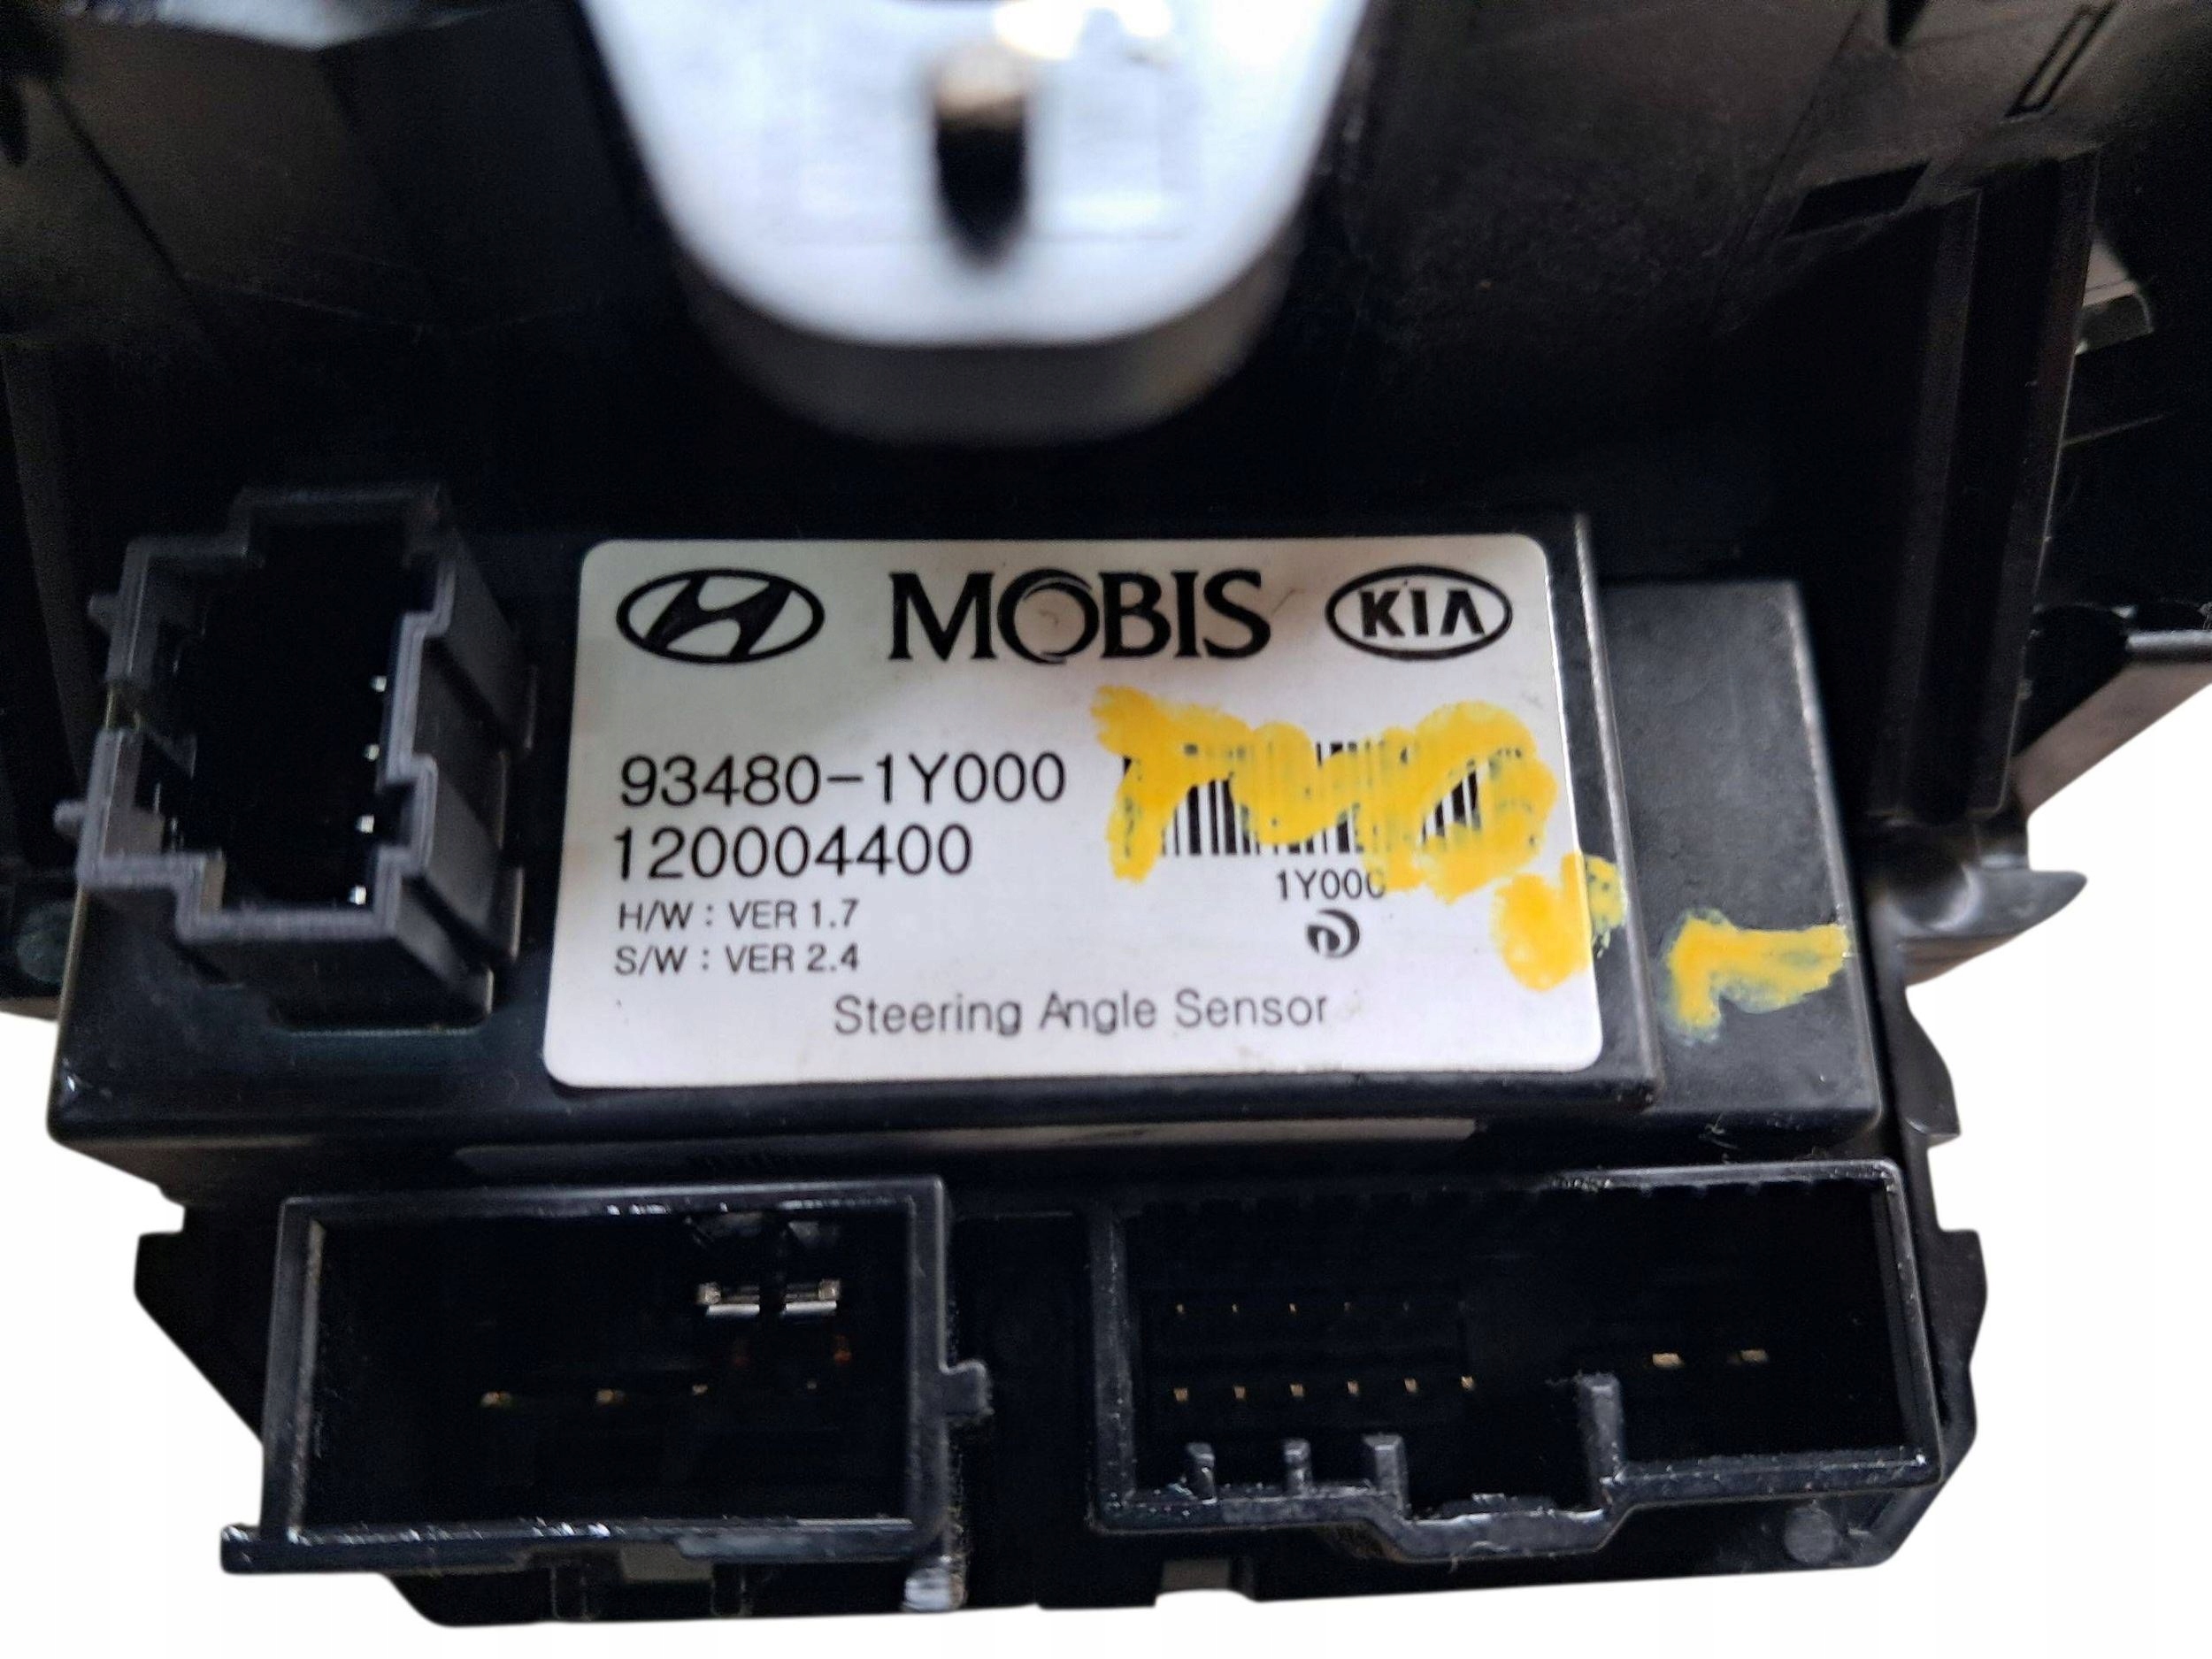 MOBIS KIA
93480-1Y000
120004400
1Y000
H/W : VER 1.7
S/W : VER 2.4
Steering Angle Sensor